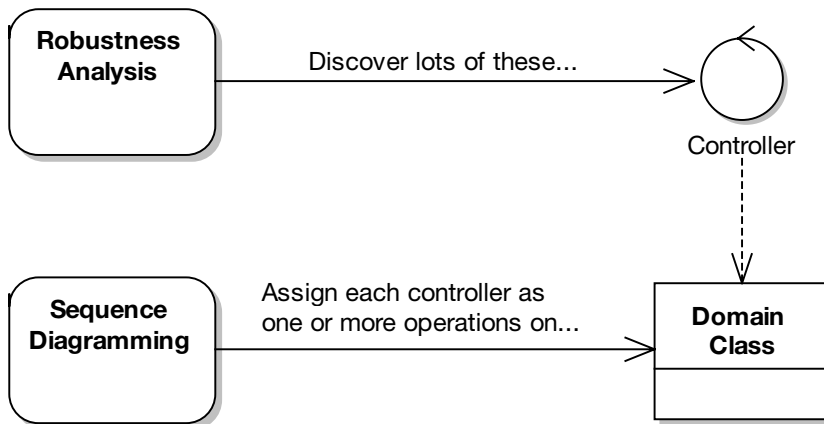 Robustness
Analysis
Discover lots of these...
Controller
Sequence
Diagramming
Assign each controller as
one or more operations on...
Domain
Class